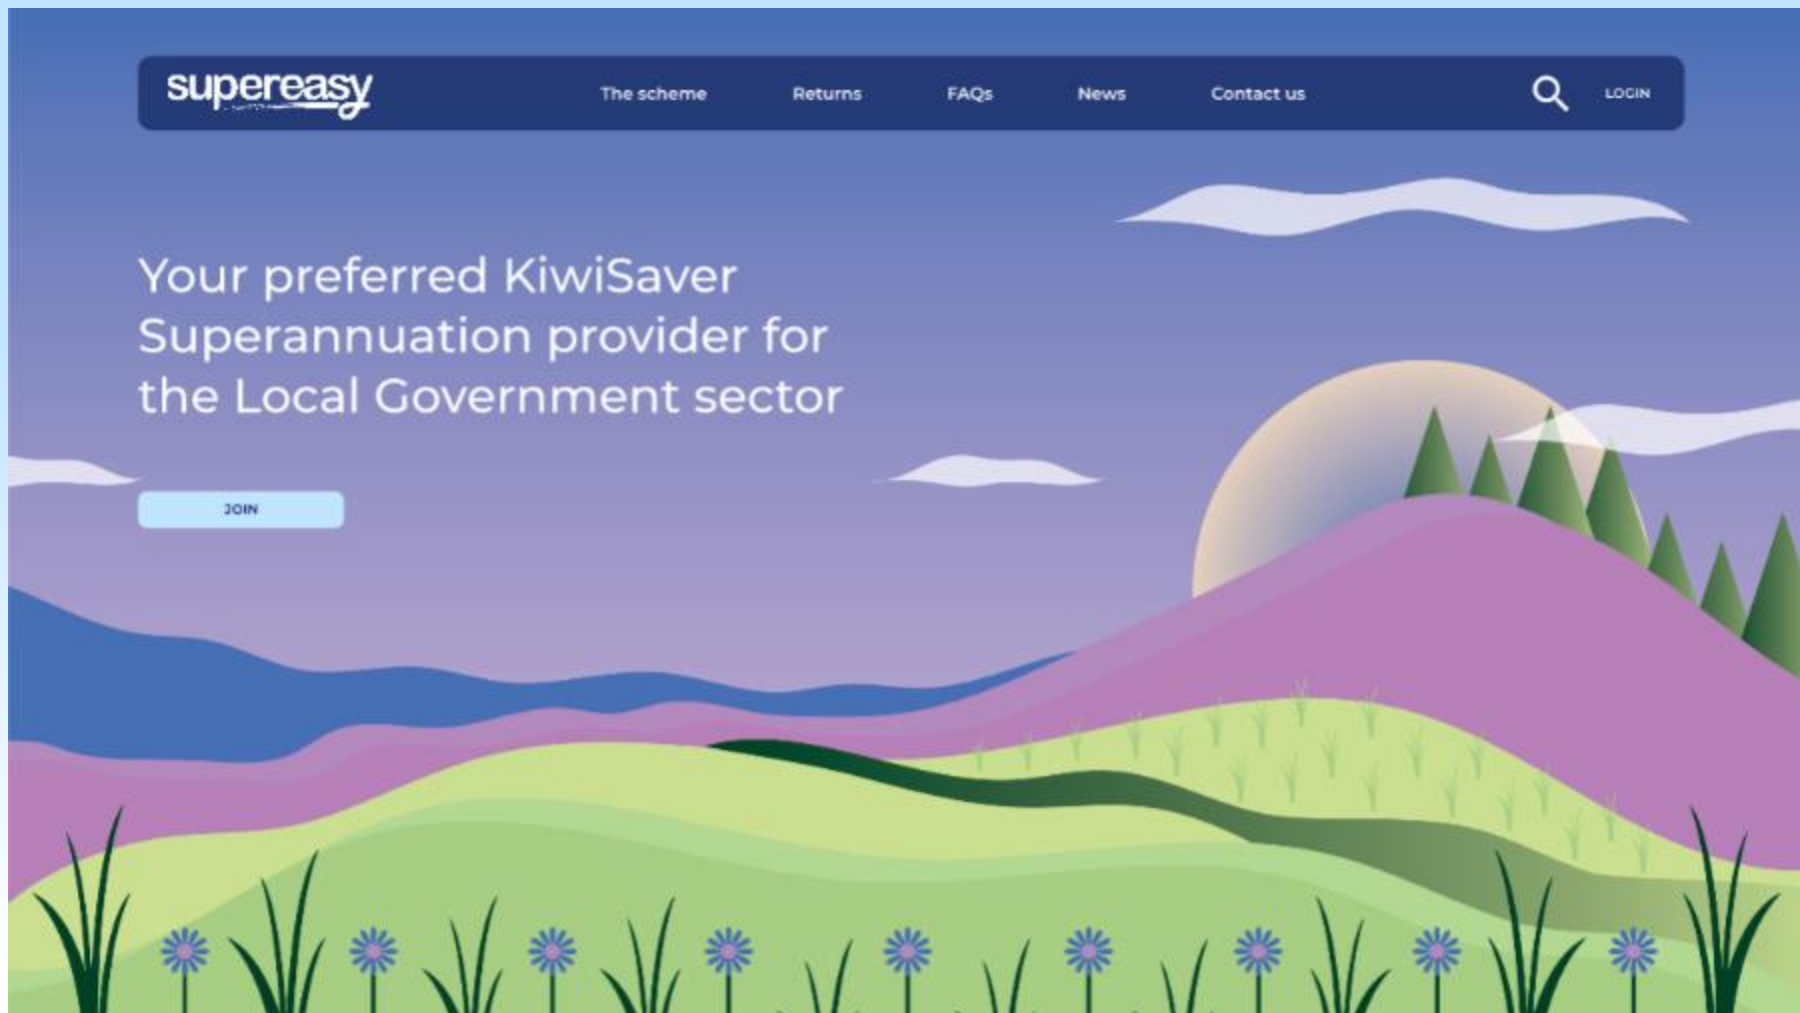 supereasy
The scheme
Returns
FAQs
News
Contact us
LOGIN
Your preferred KiwiSaver
Superannuation provider for
the Local Government sector
JOIN